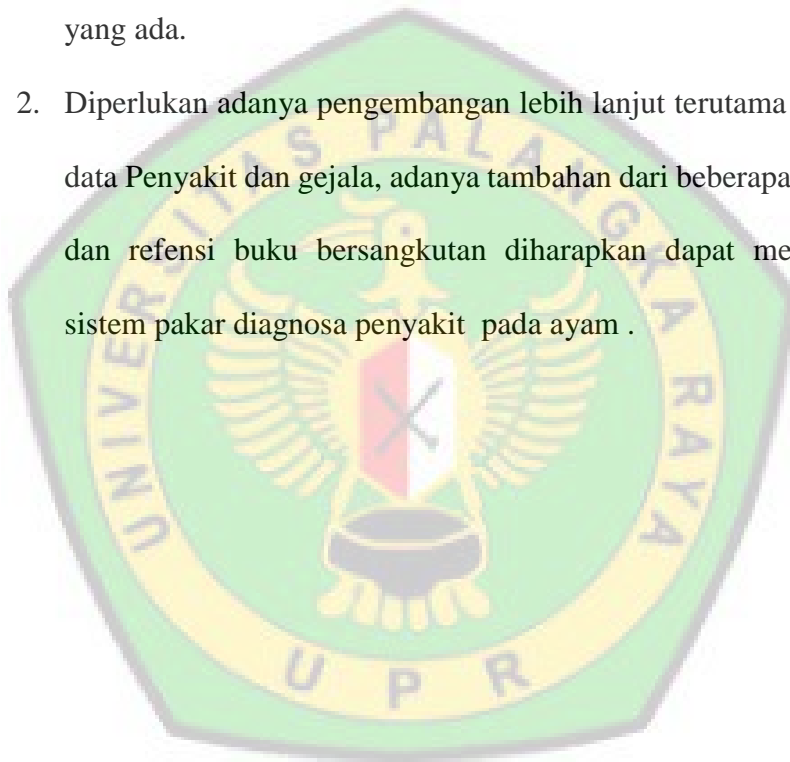 yang ada.
2. Diperlukan adanya pengembangan lebih lanjut terutama
data Penyakit dan gejala, adanya tambahan dari beberapa
dan refensi buku bersangkutan diharapkan dapat me
sistem pakar diagnosa penyakit pada ayam .
UNIVERSITAS PALANGKA RAYA
U P R